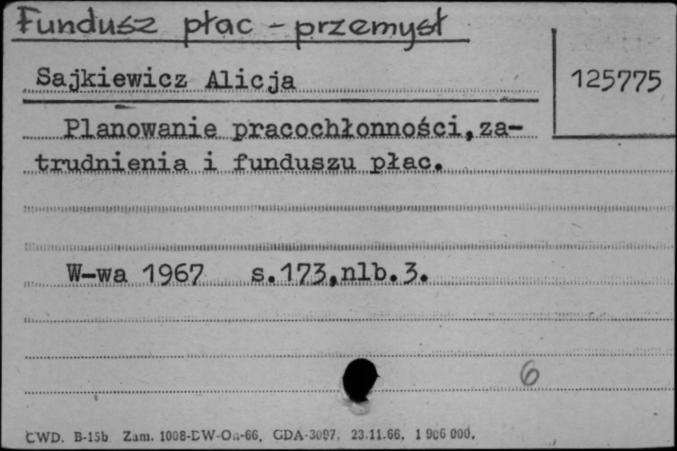 Fundusz płac - przemysł
Sajkiewicz Alicja
125775
Planowanie pracochłonności, za-
trudnienia i funduszu płac.
W-wa 1967 s.173,nlb.3.
6
CWD. B-15b Zam. 1008-DW-On-66. GDA-3097. 23.11.66. 1 906 000.